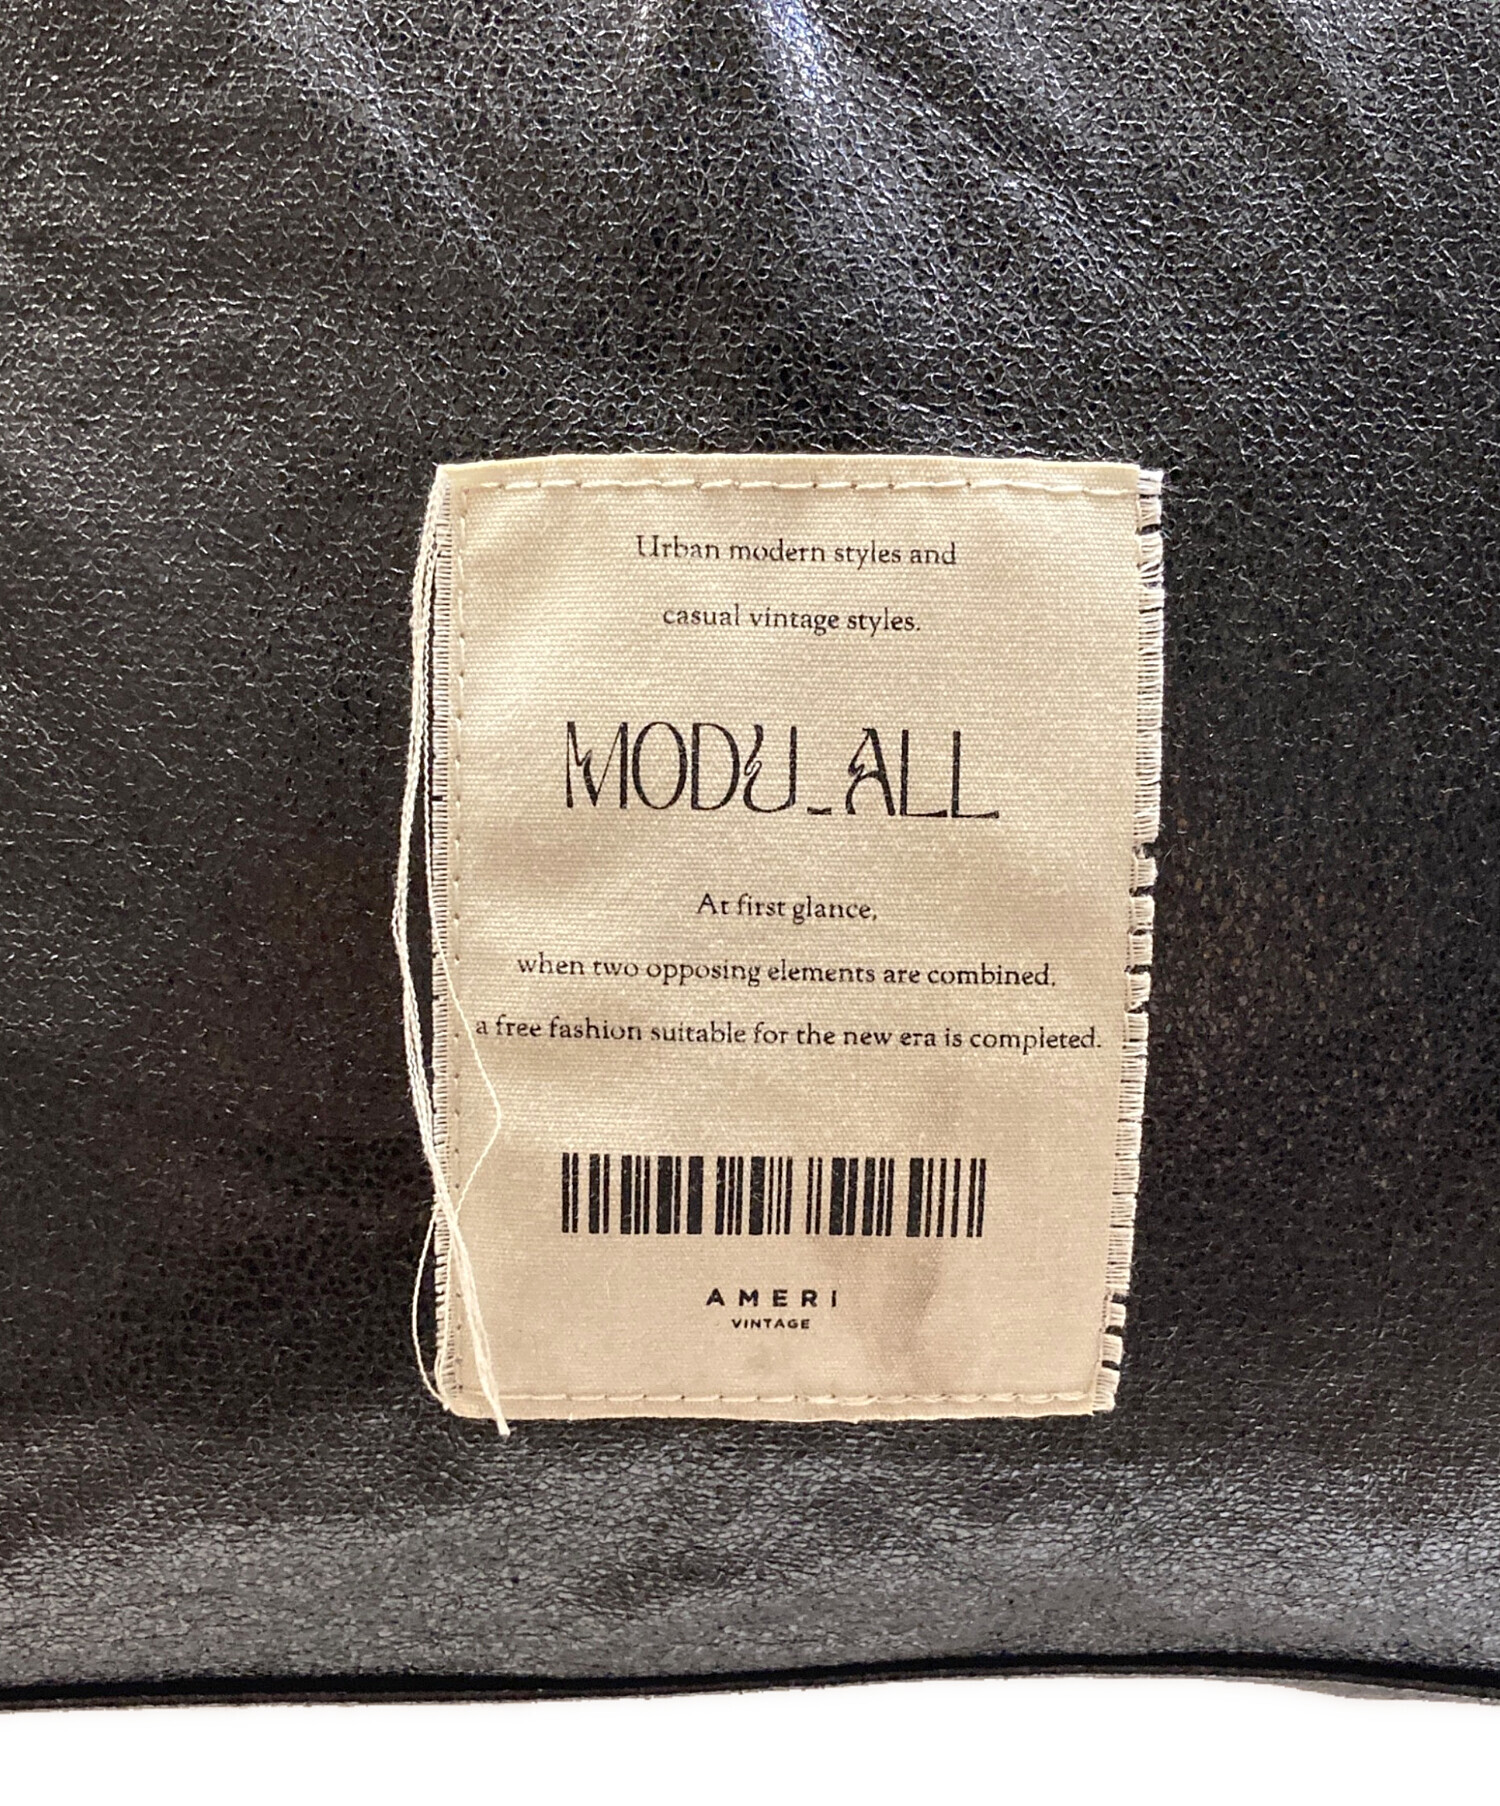 Urban modern styles and
casual vintage styles.
MODU_ALL
At first glance,
when two opposing elements are combined,
a free fashion suitable for the new era is completed.
AMERI
VINTAGE